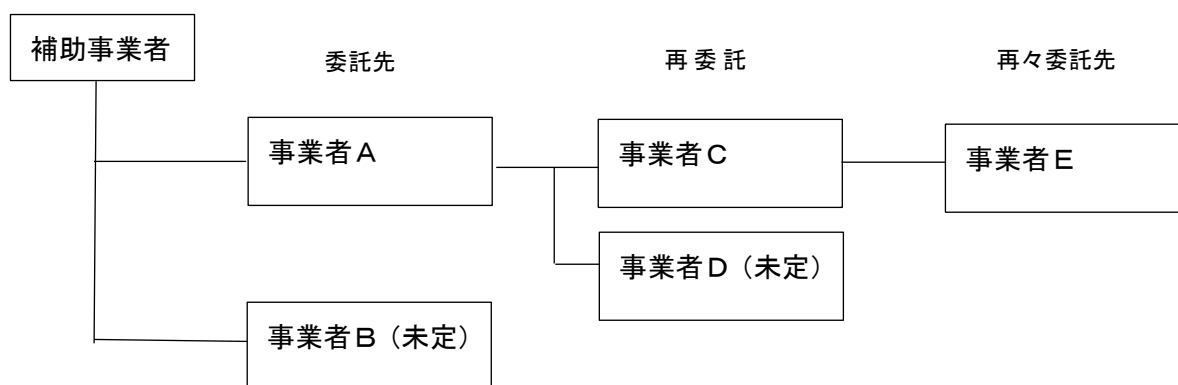 補助事業者
委託先
再委託
再々委託先
事業者A
事業者C
事業者E
事業者D(未定)
事業者B(未定)